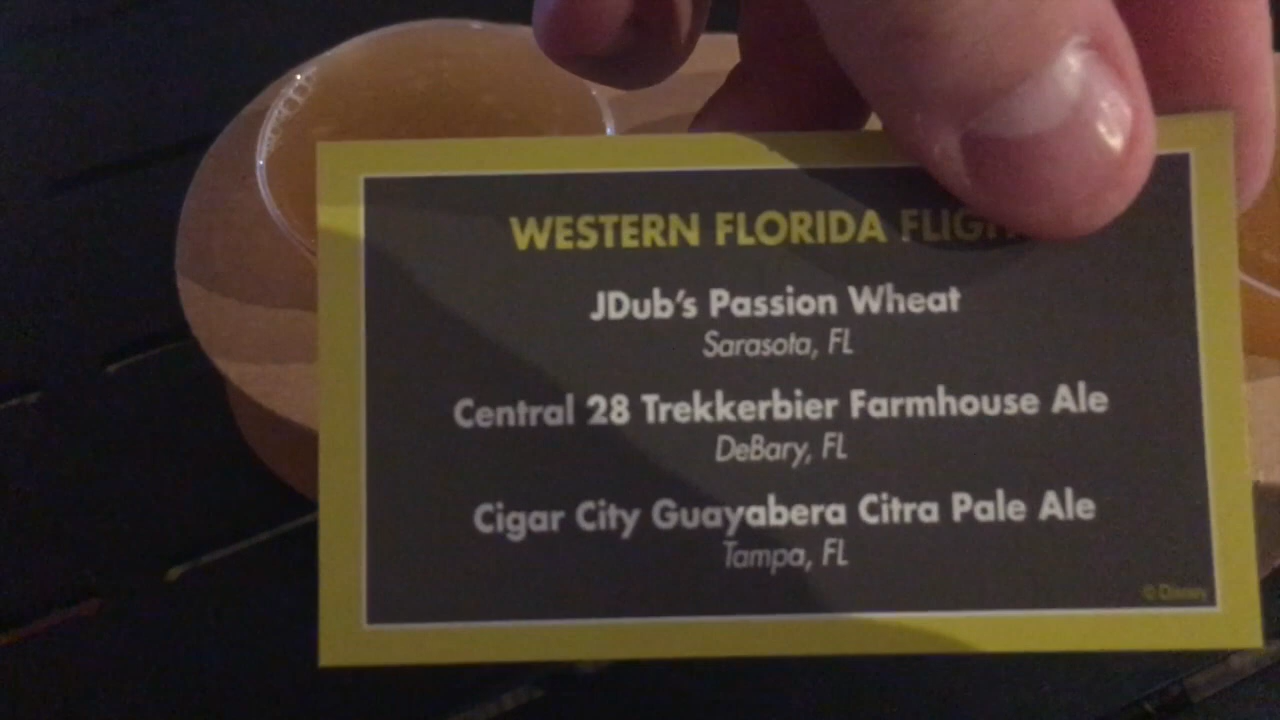 WESTERN FLORIDA FLIGH
JDub's Passion Wheat
Sarasota, FL
Central 28 Trekkerbier Farmhouse Ale
DeBary, FL
Cigar City Guayabera Citra Pale Ale
Tampa, FL
©Disney